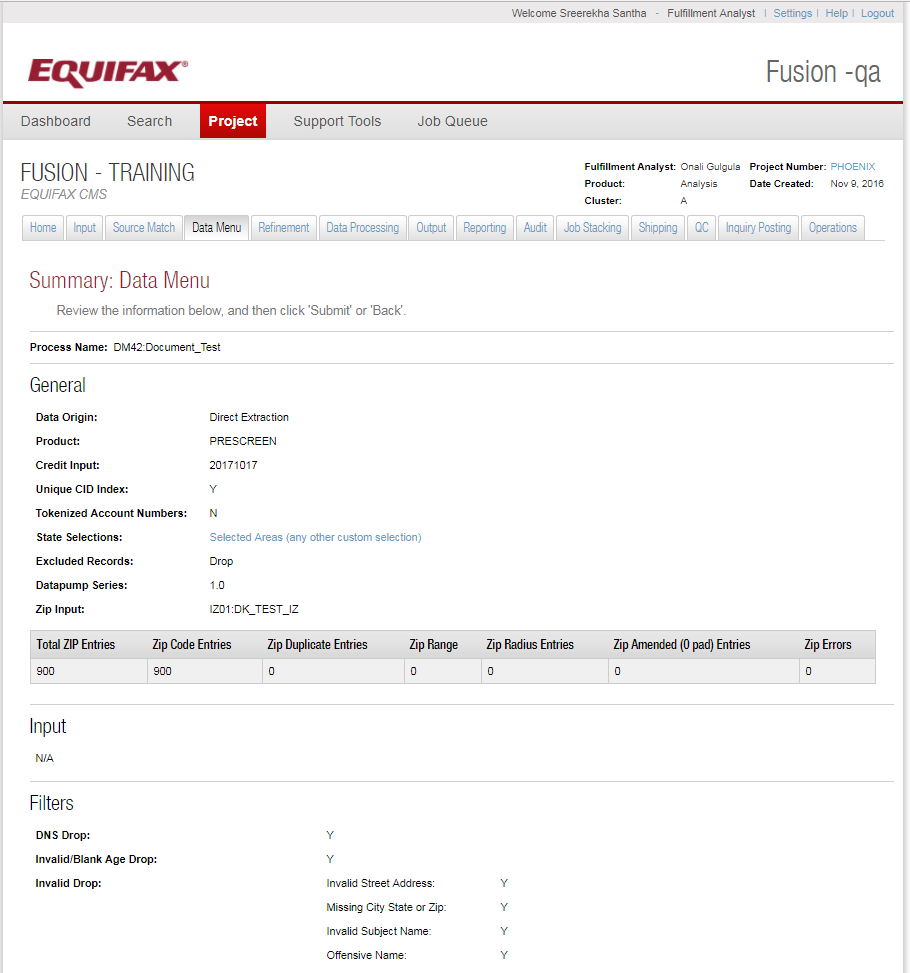 Welcome Sreerekha Santha - Fulfillment Analyst | Settings | Help | Logout
EQUIFAX®
Fusion -qa
Dashboard Search Project Support Tools Job Queue
FUSION - TRAINING
EQUIFAX CMS
Fulfillment Analyst: Onali Gulgula Project Number: PHOENIX
Product: Analysis Date Created: Nov 9, 2016
Cluster: A
Home Input Source Match Data Menu Refinement Data Processing Output Reporting Audit Job Stacking Shipping QC Inquiry Posting Operations
Summary: Data Menu
Review the information below, and then click 'Submit' or 'Back'.
Process Name: DM42:Document_Test
General
Data Origin: Direct Extraction
Product: PRESCREEN
Credit Input: 20171017
Unique CID Index: Y
Tokenized Account Numbers: N
State Selections: Selected Areas (any other custom selection)
Excluded Records: Drop
Datapump Series: 1.0
Zip Input: IZ01:DK_TEST_IZ
Total ZIP Entries Zip Code Entries Zip Duplicate Entries Zip Range Zip Radius Entries Zip Amended (0 pad) Entries Zip Errors
900 900 0 0 0 0 0
Input
N/A
Filters
DNS Drop: Y
Invalid/Blank Age Drop: Y
Invalid Drop: Invalid Street Address: Y
Missing City State or Zip: Y
Invalid Subject Name: Y
Offensive Name: Y